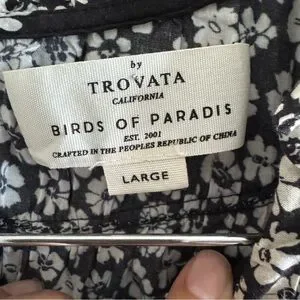 by
TROVATA
CALIFORNIA
BIRDS OF PARADIS
EST. 2001
CRAFTED IN THE PEOPLES REPUBLIC OF CHINA
LARGE